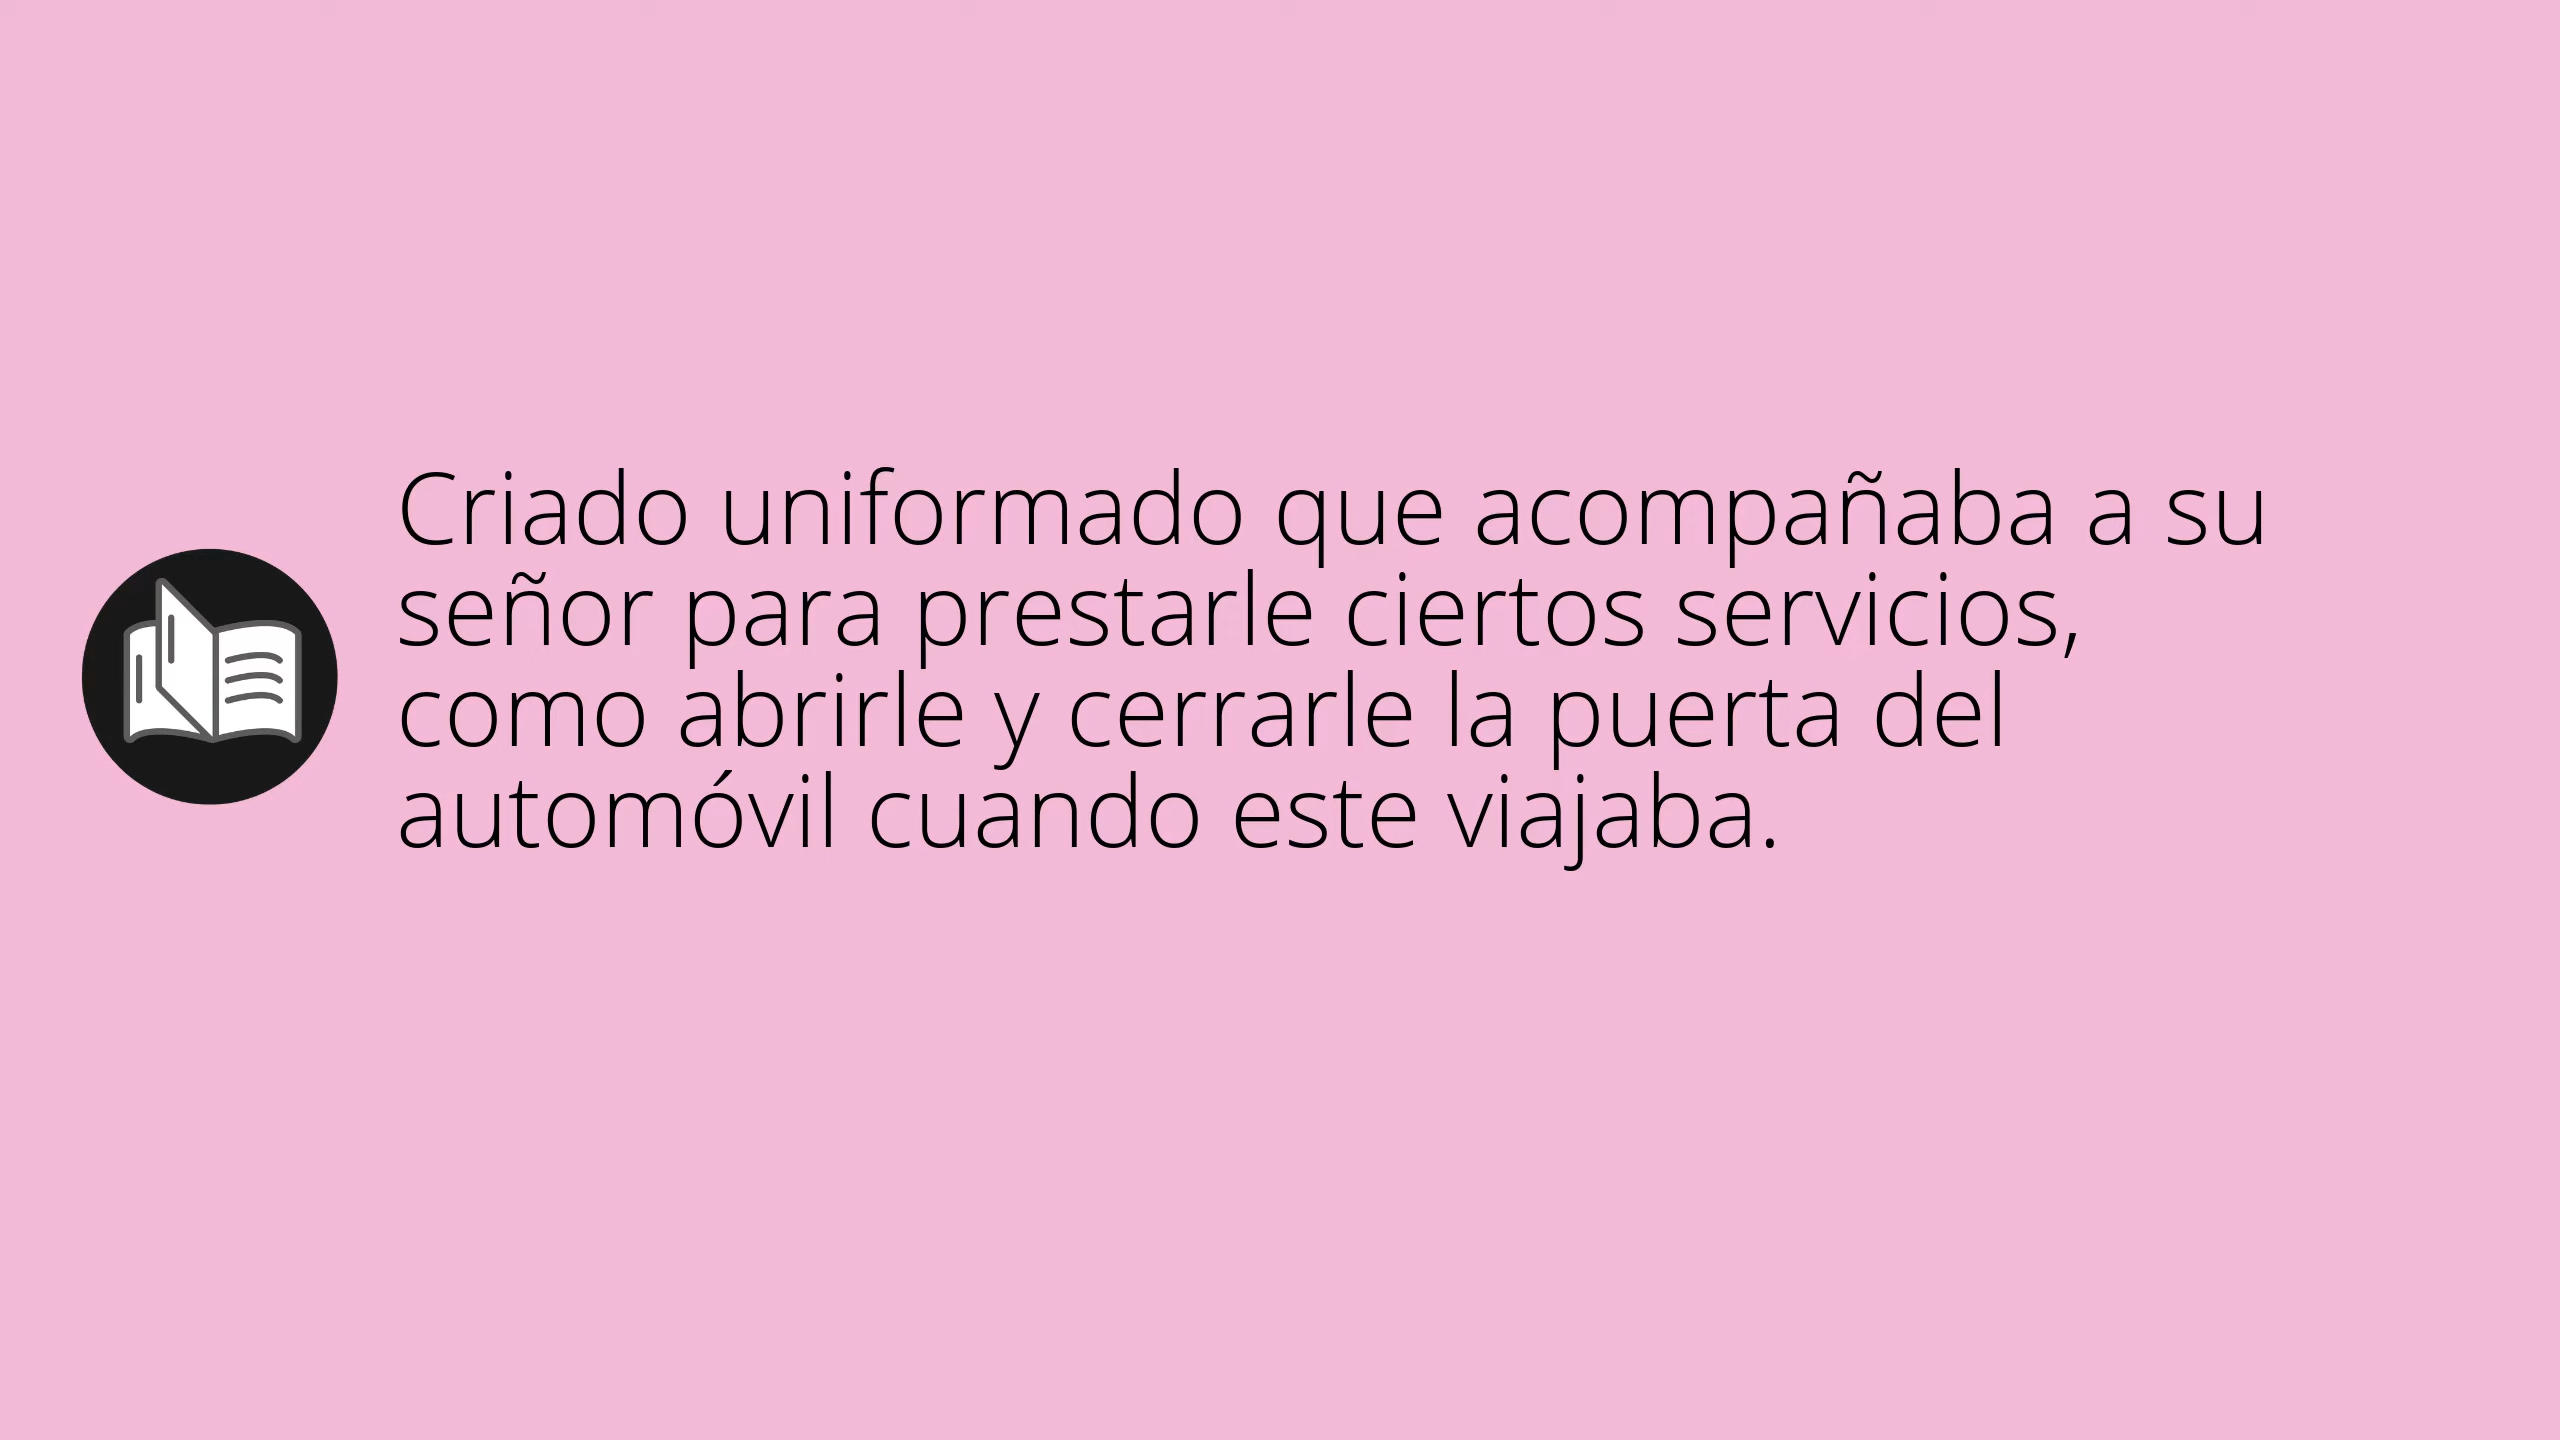 Criado uniformado que acompañaba a su
señor para prestarle ciertos servicios,
como abrirle y cerrarle la puerta del
automóvil cuando este viajaba.